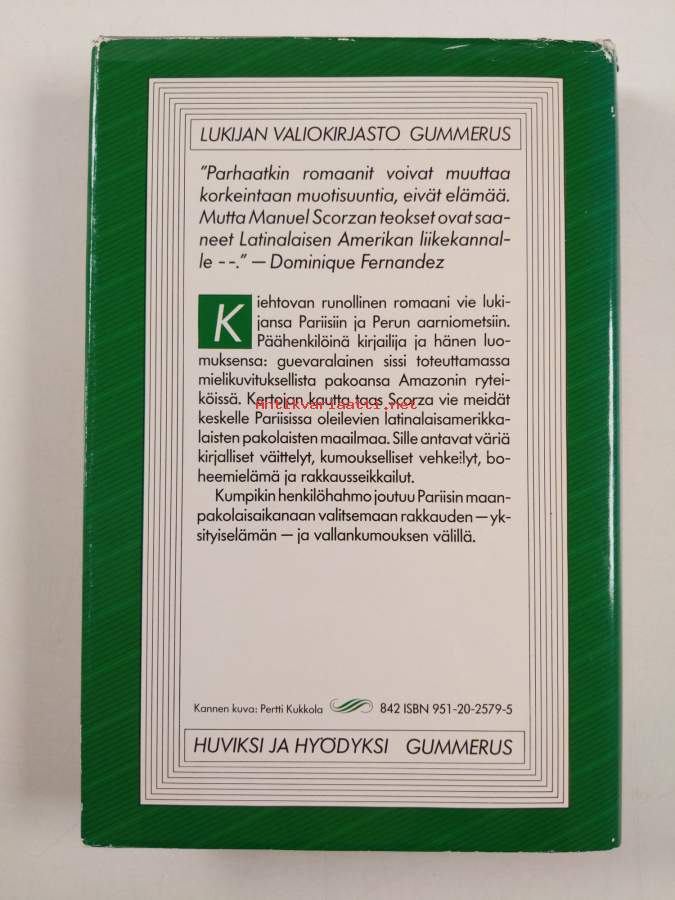 LUKIJAN VALIOKIRJASTO GUMMERUS
”Parhaatkin romaanit voivat muuttaa
korkeintaan muotisuuntia, eivät elämää.
Mutta Manuel Scorzan teokset ovat saa-
neet Latinalaisen Amerikan liikekannal-
le --.” — Dominique Fernandez
Kiehtovan runollinen romaani vie luki-
jansa Pariisiin ja Perun aarniometsiin.
Päähenkilöinä kirjailija ja hänen luo-
muksensa: guevaralainen sissi toteuttamassa
mielikuvituksellista pakoansa Amazonin rytei-
köissä. Kertojan kautta taas Scorza vie meidät
Antikvariaatti.net
keskelle Pariisissa oleilevien latinalaisamerikka-
laisten pakolaisten maailmaa. Sille antavat väriä
kirjalliset väittelyt, kumoukselliset vehkeilyt, bo-
heemielämä ja rakkausseikkailut.
Kumpikin henkilöhahmo joutuu Pariisin maan-
pakolaisaikanaan valitsemaan rakkauden — yk-
sityiselämän — ja vallankumouksen välillä.
Kannen kuva: Pertti Kukkola 842 ISBN 951-20-2579-5
HUVIKSI JA HYÖDYKSI GUMMERUS